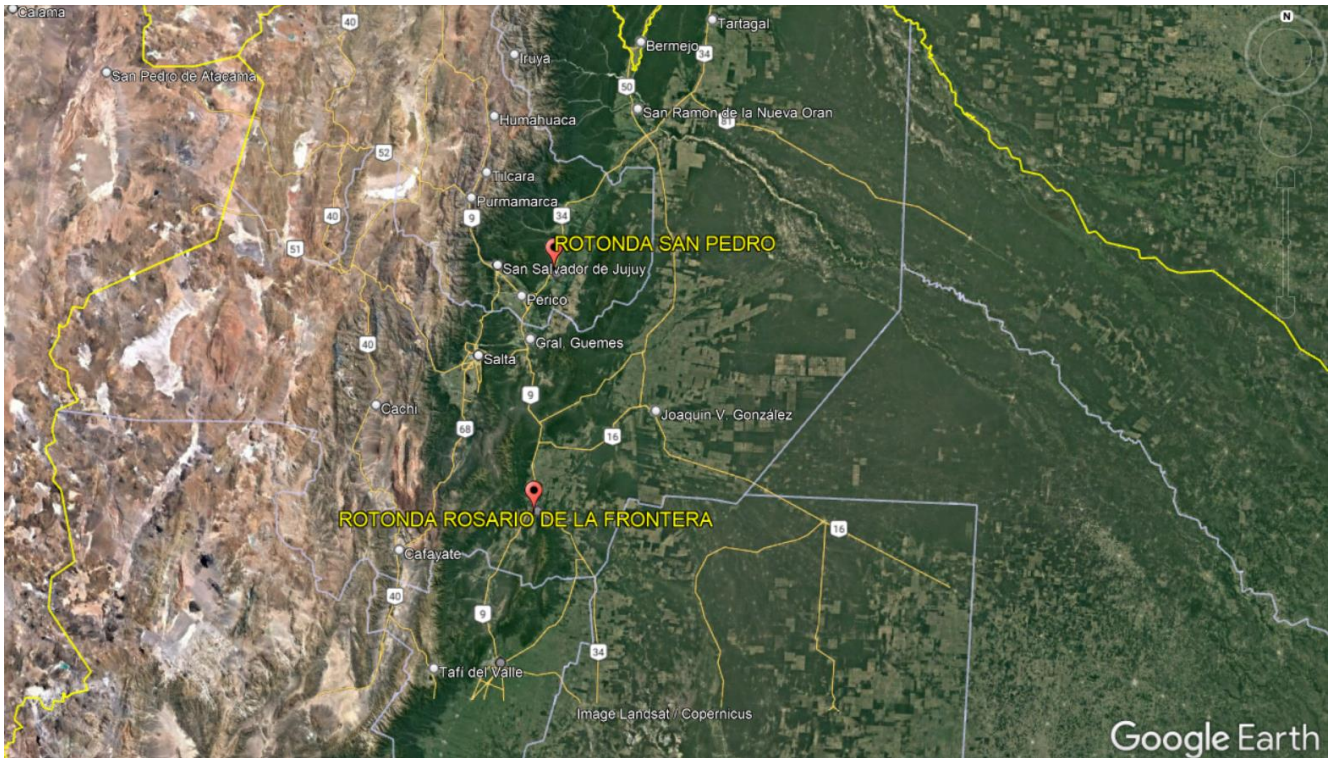 Calama
40
Tartagal
Bermejo
34
Iruya
San Pedro de Atacama
50
San Ramon de la Nueva Oran
Humahuaca
81
52
Tilcara
Purmamarca
34
40
9
ROTONDA SAN PEDRO
51
San Salvador de Jujuy
Perico
40
Gral. Guemes
Salta
9
Cachi
Joaquín V. González
68
16
ROTONDA ROSARIO DE LA FRONTERA
16
Cafayate
40
9
34
Tafí del Valle
Image Landsat / Copernicus
Google Earth
N